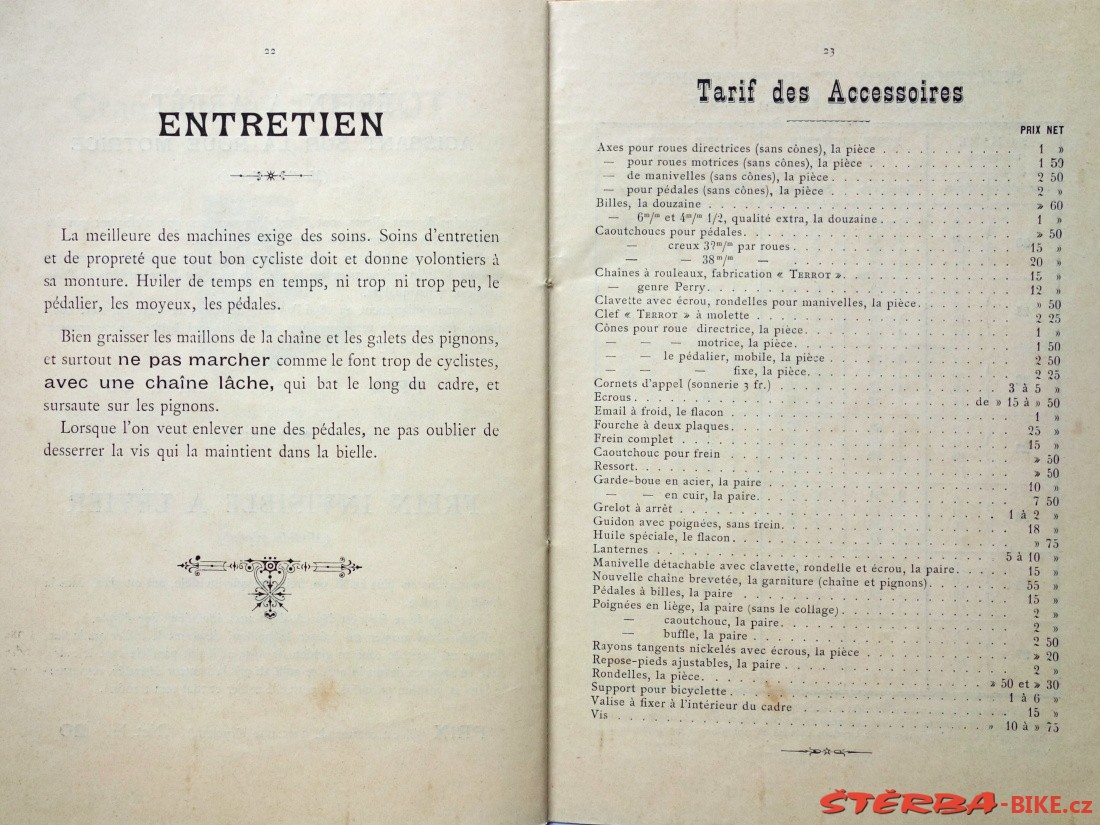 22
ENTRETIEN
La meilleure des machines exige des soins. Soins d'entretien
et de propreté que tout bon cycliste doit et donne volontiers à
sa monture. Huiler de temps en temps, ni trop ni trop peu, le
pédalier, les moyeux, les pédales.
Bien graisser les maillons de la chaîne et les galets des pignons,
et surtout ne pas marcher comme le font trop de cyclistes,
avec une chaîne lâche, qui bat le long du cadre, et
sursaute sur les pignons.
Lorsque l'on veut enlever une des pédales, ne pas oublier de
desserrer la vis qui la maintient dans la bielle.
23
Tarif des Accessoires
PRIX NET
Axes pour roues directrices (sans cônes), la pièce 1 »
— pour roues motrices (sans cônes), la pièce 1 50
— de manivelles (sans cônes), la pièce 2 50
— pour pédales (sans cônes), la pièce 2 »
Billes, la douzaine » 60
— 6m/m et 4m/m 1/2, qualité extra, la douzaine 1 »
Caoutchoucs pour pédales » 50
— creux m/m par roues 15 »
— — 38m/m — 20 »
Chaînes à rouleaux, fabrication « TERROT » 15 »
— genre Perry 12 »
Clavette avec écrou, rondelles pour manivelles, la pièce » 50
Clef « TERROT » à molette 2 25
Cônes pour roue directrice, la pièce 1 »
— — — motrice, la pièce 1 50
— — le pédalier, mobile, la pièce 2 50
— — — fixe, la pièce 2 25
Cornets d'appel (sonnerie 3 fr.) 3 à 5 »
Ecrous de » 15 à » 50
Email à froid, le flacon 1 »
Fourche à deux plaques 25 »
Frein complet 15 »
Caoutchouc pour frein » 50
Ressort » 50
Garde-boue en acier, la paire 10 »
— — en cuir, la paire 7 50
Grelot à arrêt 1 à 2 »
Guidon avec poignées, sans frein 18 »
Huile spéciale, le flacon » 75
Lanternes 5 à 10 »
Manivelle détachable avec clavette, rondelle et écrou, la paire 15 »
Nouvelle chaîne brevetée, la garniture (chaîne et pignons) 55 »
Pédales à billes, la paire 15 »
Poignées en liège, la paire (sans le collage) 2 »
— caoutchouc, la paire 2 »
— buffle, la paire 2 50
Rayons tangents nickelés avec écrous, la pièce » 20
Repose-pieds ajustables, la paire 2 »
Rondelles, la pièce » 50 et » 30
Support pour bicyclette 1 à 6 »
Valise à fixer à l'intérieur du cadre 15 »
Vis » 10 à » 75
ŠTĚRBA-BIKE.cz